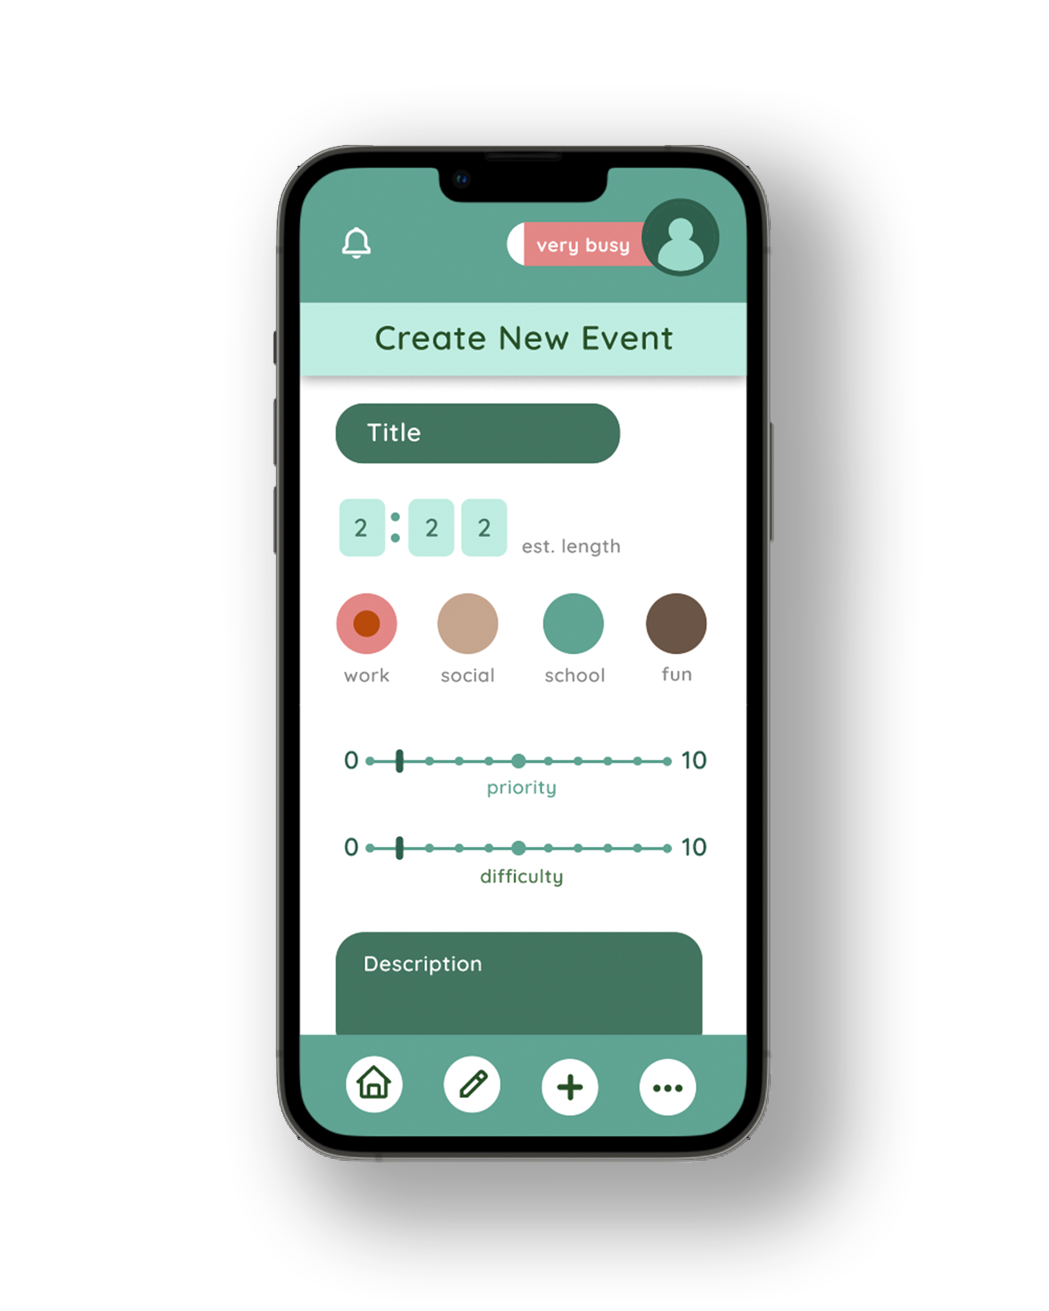 very busy
Create New Event
Title
2 : 2 2 est. length
work social school fun
0 10
priority
0 10
difficulty
Description